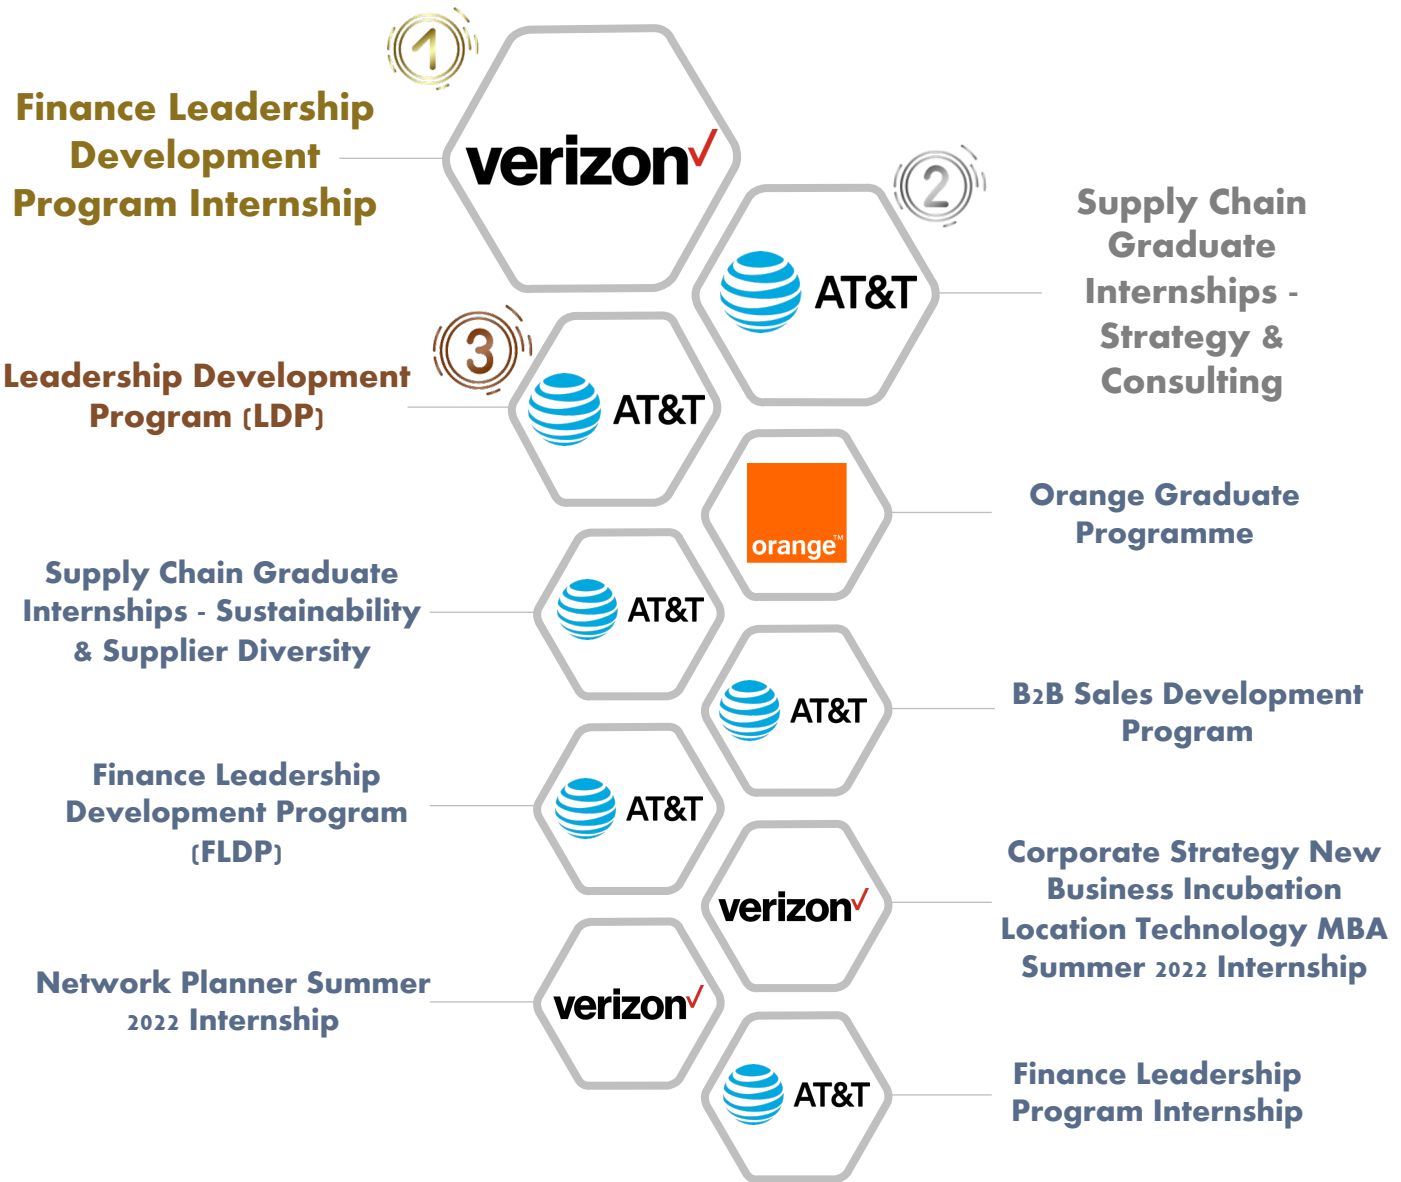 1
Finance Leadership
Development
Program Internship
verizon
2
Supply Chain
Graduate
Internships -
Strategy &
Consulting
AT&T
3
Leadership Development
Program (LDP)
AT&T
orange™
Orange Graduate
Programme
Supply Chain Graduate
Internships - Sustainability
& Supplier Diversity
AT&T
AT&T
B2B Sales Development
Program
Finance Leadership
Development Program
(FLDP)
AT&T
verizon
Corporate Strategy New
Business Incubation
Location Technology MBA
Summer 2022 Internship
Network Planner Summer
2022 Internship
verizon
AT&T
Finance Leadership
Program Internship